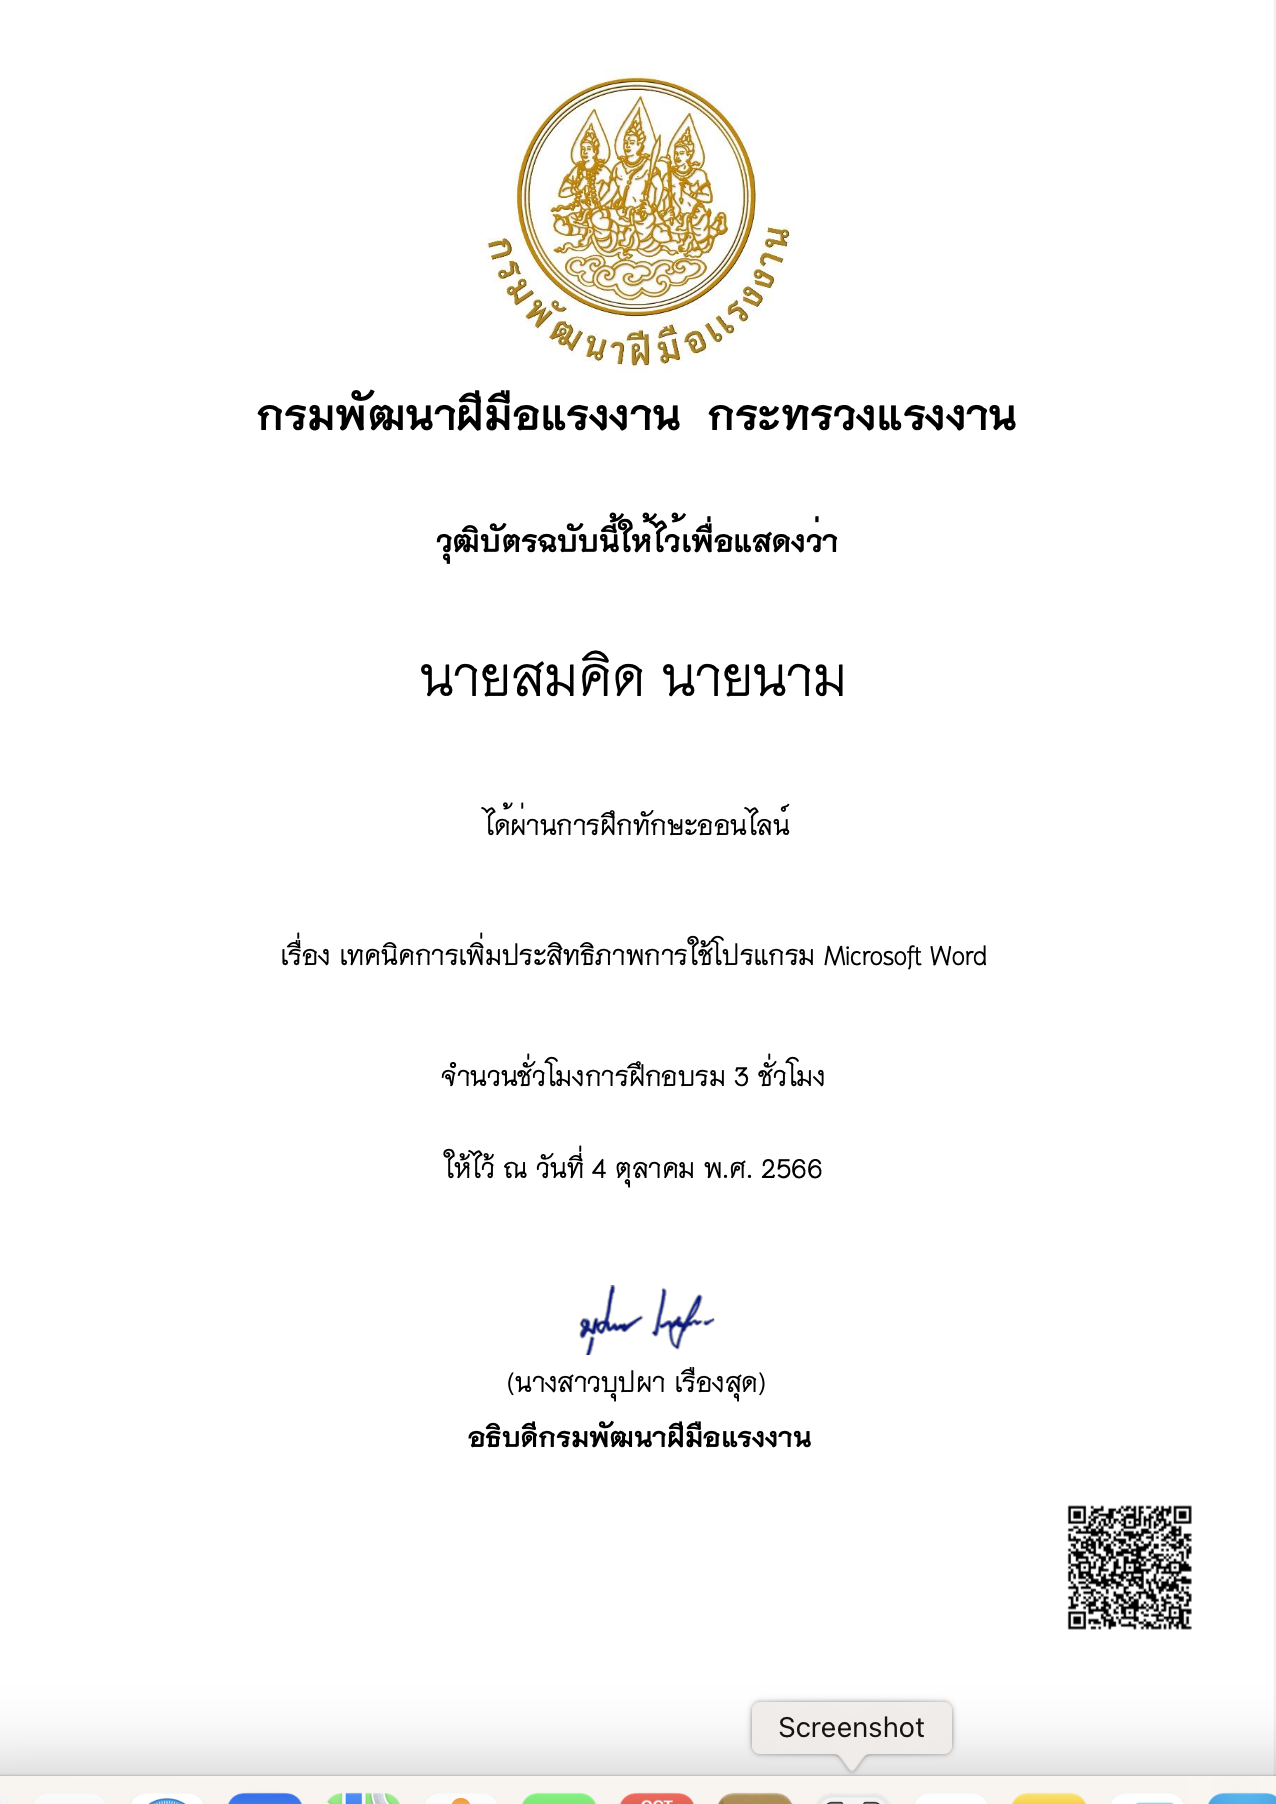 กรมพัฒนาฝีมือแรงงาน
กรมพัฒนาฝีมือแรงงาน กระทรวงแรงงาน
วุฒิบัตรฉบับนี้ให้ไว้เพื่อแสดงว่า
นายสมคิด นายนาม
ได้ผ่านการฝึกทักษะออนไลน์
เรื่อง เทคนิคการเพิ่มประสิทธิภาพการใช้โปรแกรม Microsoft Word
จำนวนชั่วโมงการฝึกอบรม 3 ชั่วโมง
ให้ไว้ ณ วันที่ 4 ตุลาคม พ.ศ. 2566
(นางสาวบุปผา เรืองสุด)
อธิบดีกรมพัฒนาฝีมือแรงงาน
Screenshot